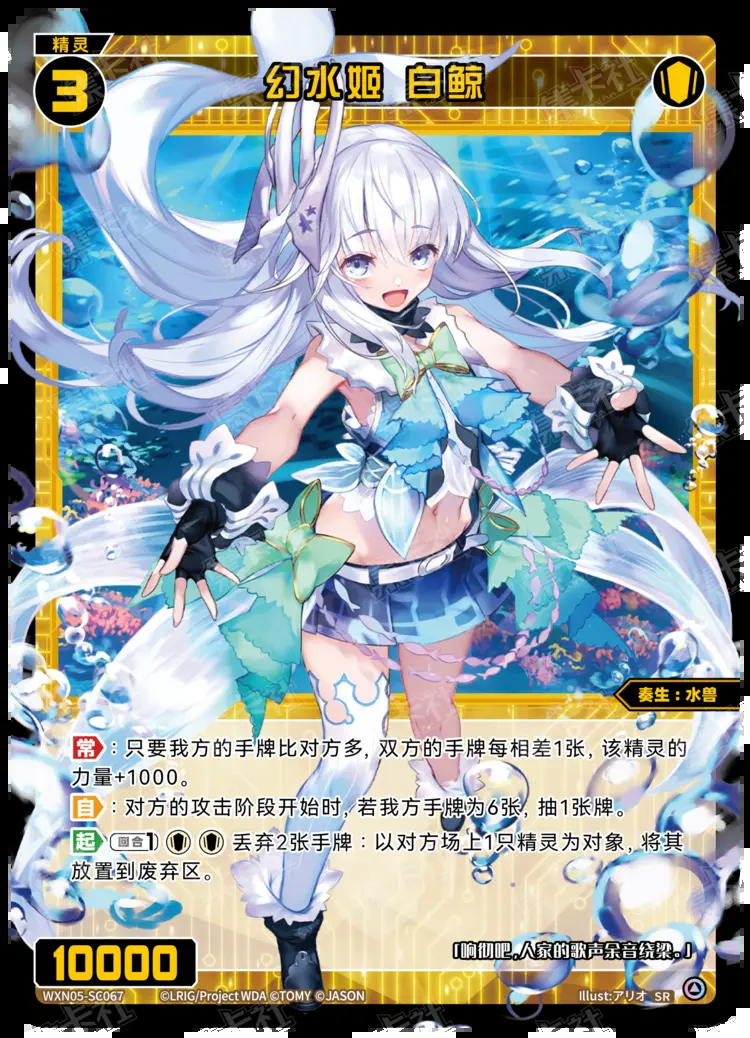 精灵
3
幻水姬 白鲸
奏生：水兽
常：只要我方的手牌比对方多，双方的手牌每相差1张，该精灵的
力量+1000。
自：对方的攻击阶段开始时，若我方手牌为6张，抽1张牌。
起 回合1 丢弃2张手牌：以对方场上1只精灵为对象，将其
放置到废弃区。
10000
「响彻吧，人家的歌声余音绕梁。」
WXN05-SC067 ©LRIG/Project WDA ©TOMY ©JASON Illust:アリオ SR
集卡社